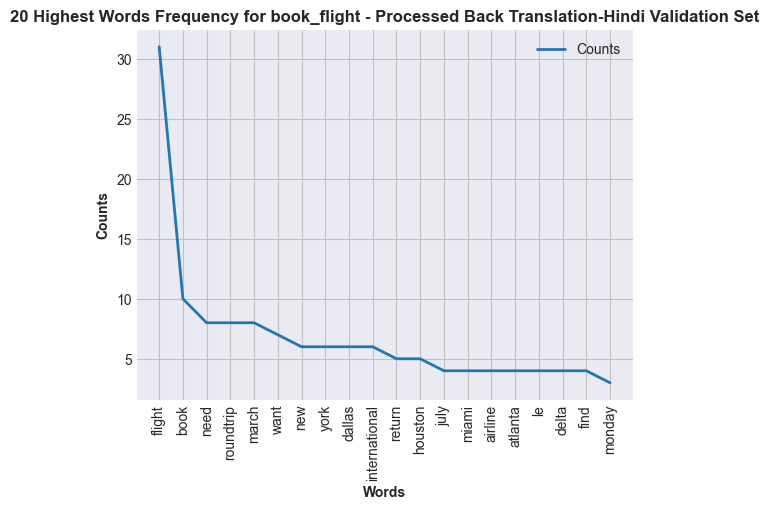 20 Highest Words Frequency for book_flight - Processed Back Translation-Hindi Validation Set
Counts
30
25
20
15
10
5
Counts
flight
book
need
roundtrip
march
want
new
york
dallas
international
return
houston
july
miami
airline
atlanta
le
delta
find
monday
Words